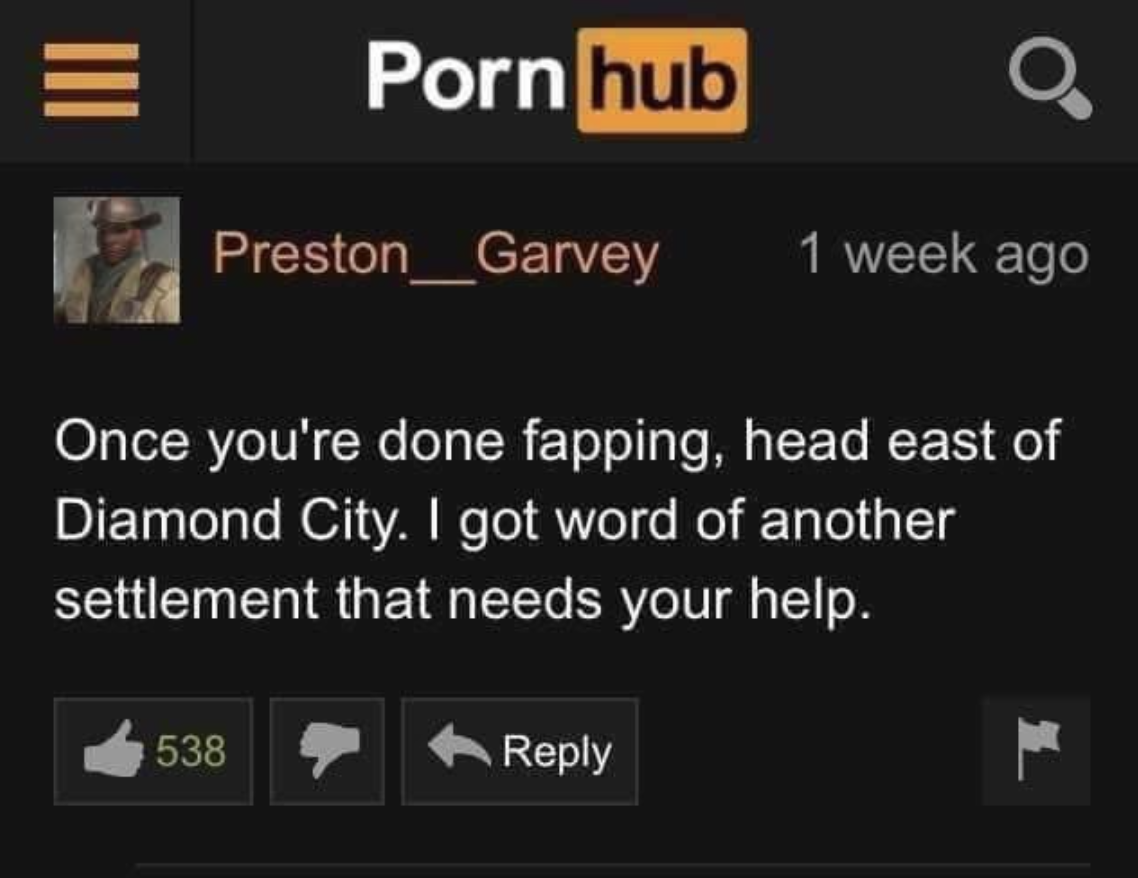 Porn hub
Preston__Garvey 1 week ago
Once you're done fapping, head east of
Diamond City. I got word of another
settlement that needs your help.
538 Reply